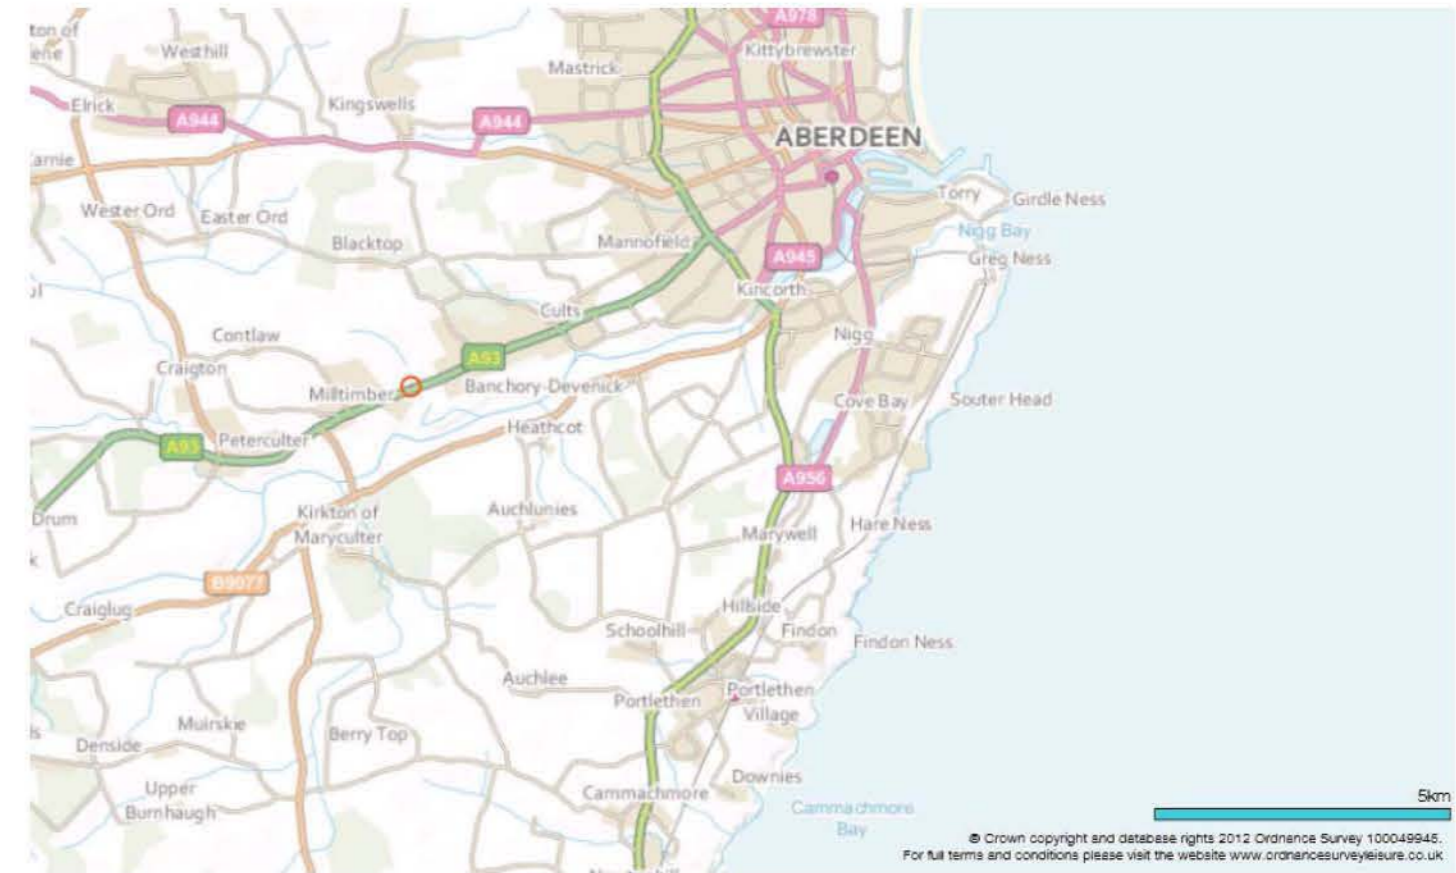 A978
ton of
ene
Westhill
Kittybrewster
Mastrick
Elrick
Kingswells
A944
A944
ABERDEEN
Wester Ord
Easter Ord
Torry
Girdle Ness
Blacktop
Mannofield
Nigg Bay
A945
Greg Ness
Kincorth
Cults
Contlaw
Nigg
Craigton
A93
Milltimber
Banchory-Devenick
Cove Bay
Souter Head
Heathcot
A93
Peterculter
A956
Drum
Kirkton of
Maryculter
Auchlunies
Hare Ness
Marywell
B9077
Craiglug
Hillside
Schoolhill
Findon
Findon Ness
Auchlee
Portlethen
Portlethen
Village
Muirskie
Denside
Berry Top
Downies
Upper
Burnhaugh
Cammachmore
Cammachmore
Bay
5km
© Crown copyright and database rights 2012 Ordnance Survey 100049945.
For full terms and conditions please visit the website www.ordnancesurveyleisure.co.uk